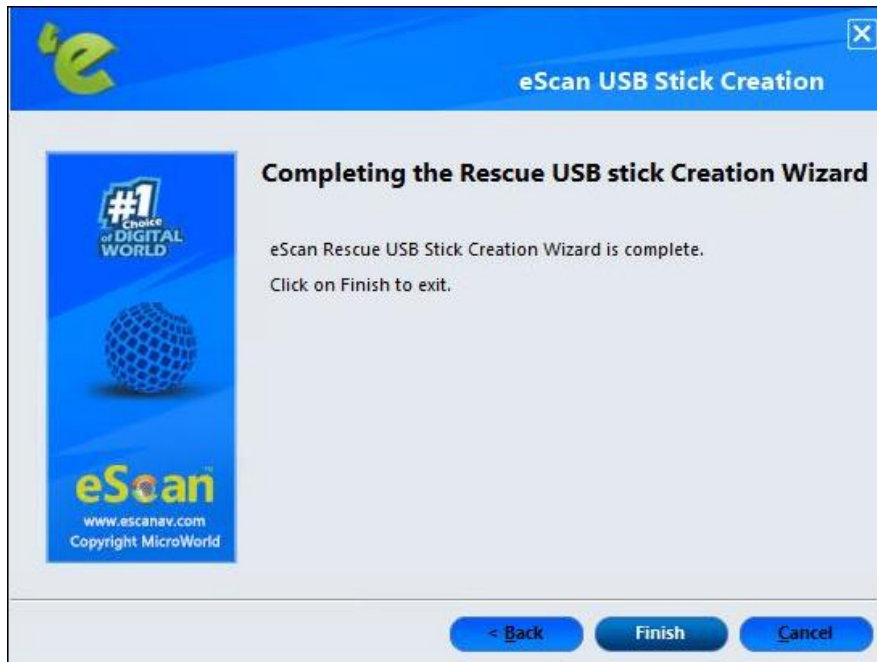 eScan USB Stick Creation
Completing the Rescue USB stick Creation Wizard
#1
Choice
of DIGITAL
WORLD
eScan Rescue USB Stick Creation Wizard is complete.
Click on Finish to exit.
eScan
www.escanav.com
Copyright MicroWorld
< Back
Finish
Cancel